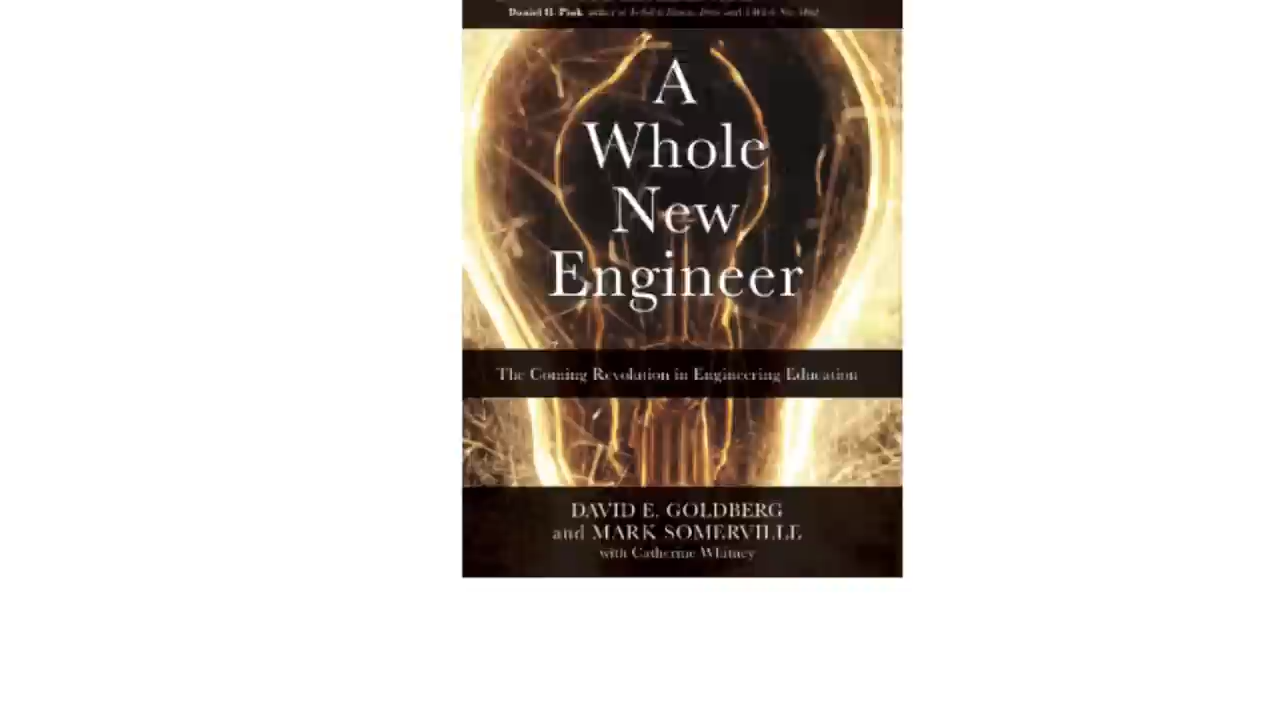 Daniel H. Pink, author of
A
Whole
New
Engineer
The Coming Revolution in Engineering Education
DAVID E. GOLDBERG
and MARK SOMERVILLE
with Catherine Whitney